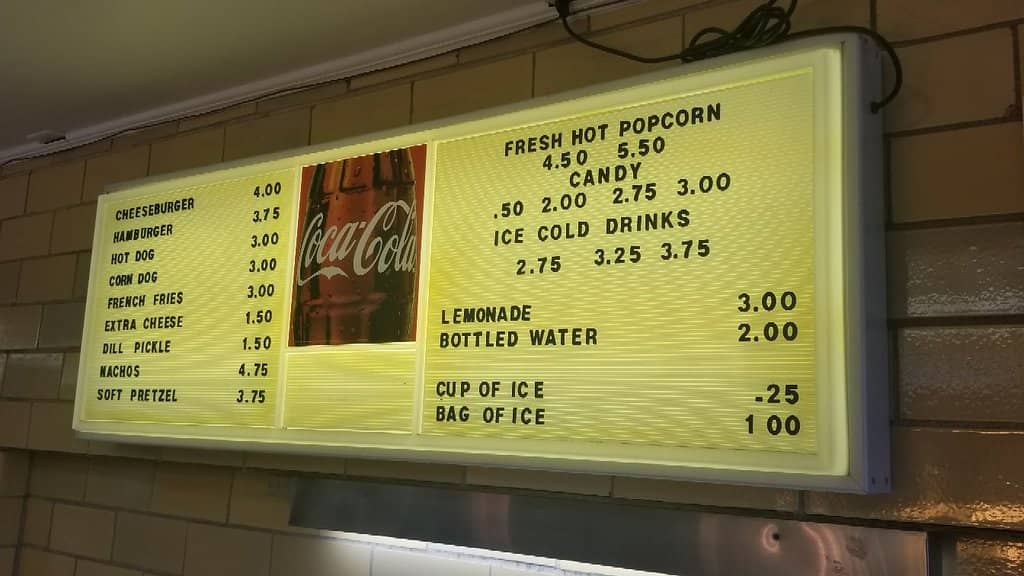 CHEESEBURGER 4.00
HAMBURGER 3.75
HOT DOG 3.00
CORN DOG 3.00
FRENCH FRIES 3.00
EXTRA CHEESE 1.50
DILL PICKLE 1.50
NACHOS 4.75
SOFT PRETZEL 3.75
Coca-Cola
FRESH HOT POPCORN
4.50 5.50
CANDY
.50 2.00 2.75 3.00
ICE COLD DRINKS
2.75 3.25 3.75
LEMONADE 3.00
BOTTLED WATER 2.00
CUP OF ICE .25
BAG OF ICE 1 00